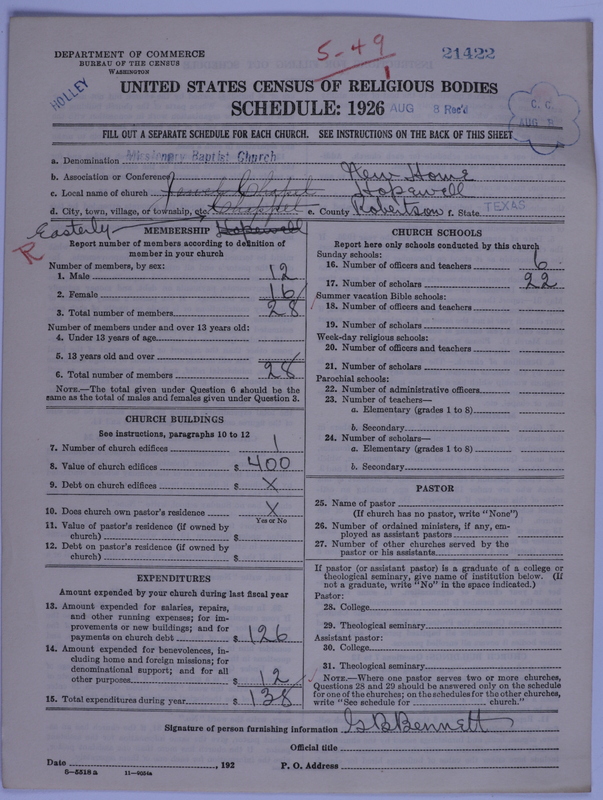 5-49
21422
DEPARTMENT OF COMMERCE
BUREAU OF THE CENSUS
WASHINGTON
HOLLEY
UNITED STATES CENSUS OF RELIGIOUS BODIES
SCHEDULE: 1926
AUG 8 Rec'd
C. C.
AUG 8
FILL OUT A SEPARATE SCHEDULE FOR EACH CHURCH. SEE INSTRUCTIONS ON THE BACK OF THIS SHEET
a. Denomination Missionary Baptist Church
b. Association or Conference New Home
c. Local name of church Jewels Chapel Hopewell
d. City, town, village, or township, etc. Chappel e. County Robertson f. State TEXAS
Easterly
Hopewell
R
MEMBERSHIP
Report number of members according to definition of
member in your church
Number of members, by sex:
1. Male 12
2. Female 16
3. Total number of members 28
Number of members under and over 13 years old:
4. Under 13 years of age
5. 13 years old and over
6. Total number of members 28
NOTE.—The total given under Question 6 should be the
same as the total of males and females given under Question 3.
CHURCH BUILDINGS
See instructions, paragraphs 10 to 12
7. Number of church edifices 1
8. Value of church edifices $ 400
9. Debt on church edifices $ X
10. Does church own pastor's residence X
Yes or No
11. Value of pastor's residence (if owned by
church) $
12. Debt on pastor's residence (if owned by
church) $
EXPENDITURES
Amount expended by your church during last fiscal year
13. Amount expended for salaries, repairs,
and other running expenses; for im-
provements or new buildings; and for
payments on church debt $ 126
14. Amount expended for benevolences, in-
cluding home and foreign missions; for
denominational support; and for all
other purposes $ 12
15. Total expenditures during year $ 138
CHURCH SCHOOLS
Report here only schools conducted by this church
Sunday schools:
16. Number of officers and teachers 6
17. Number of scholars 22
Summer vacation Bible schools:
18. Number of officers and teachers
19. Number of scholars
Week-day religious schools:
20. Number of officers and teachers
21. Number of scholars
Parochial schools:
22. Number of administrative officers
23. Number of teachers—
a. Elementary (grades 1 to 8)
b. Secondary
24. Number of scholars—
a. Elementary (grades 1 to 8)
b. Secondary
PASTOR
25. Name of pastor
(If church has no pastor, write "None")
26. Number of ordained ministers, if any, em-
ployed as assistant pastors
27. Number of other churches served by the
pastor or his assistants
If pastor (or assistant pastor) is a graduate of a college or
theological seminary, give name of institution below. (If
not a graduate, write "No" in the space indicated.)
Pastor:
28. College
29. Theological seminary
Assistant pastor:
30. College
31. Theological seminary
NOTE.—Where one pastor serves two or more churches,
Questions 28 and 29 should be answered only on the schedule
for one of the churches; on the schedules for the other churches,
write "See schedule for church."
Signature of person furnishing information G B Bennett
Official title
Date , 192 P. O. Address
8-5518 a 11-9654a